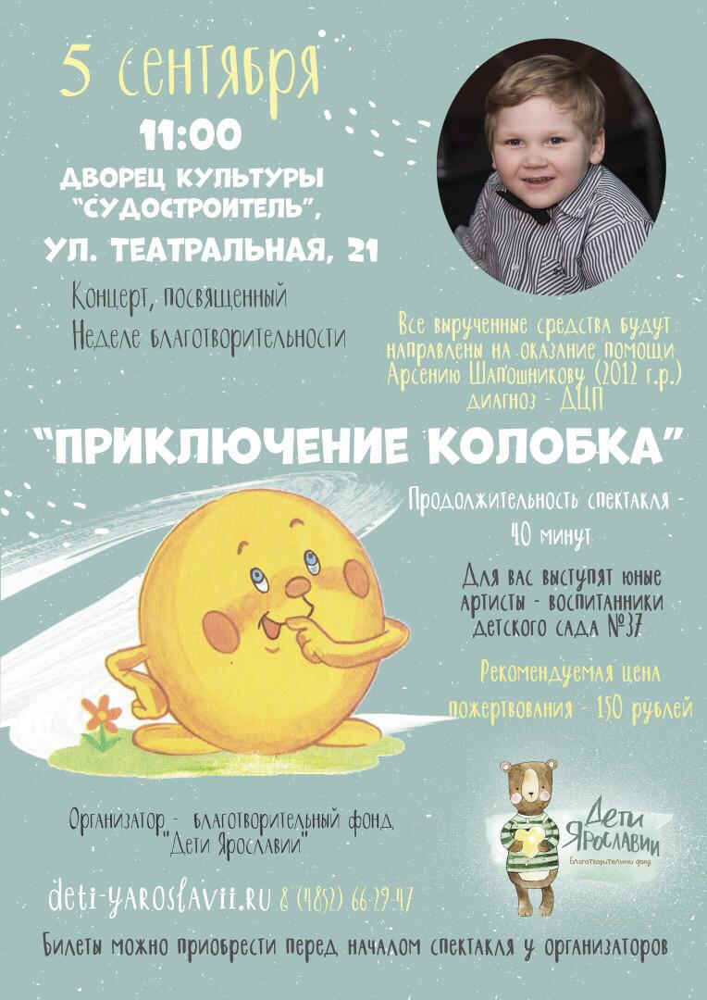 5 сентября
11:00
Дворец культуры
"Судостроитель",
ул. Театральная, 21
Концерт, посвященный
Неделе благотворительности
Все вырученные средства будут
направлены на оказание помощи
Арсению Шапошникову (2012 г.р.)
диагноз - ДЦП
"Приключение Колобка"
Продолжительность спектакля -
40 минут
Для вас выступят юные
артисты - воспитанники
детского сада №37
Рекомендуемая цена
пожертвования - 150 рублей
Организатор - благотворительный фонд
"Дети Ярославии"
Дети
Ярославии
Благотворительный фонд
deti-yaroslavii.ru 8 (4852) 66-29-47
Билеты можно приобрести перед началом спектакля у организаторов